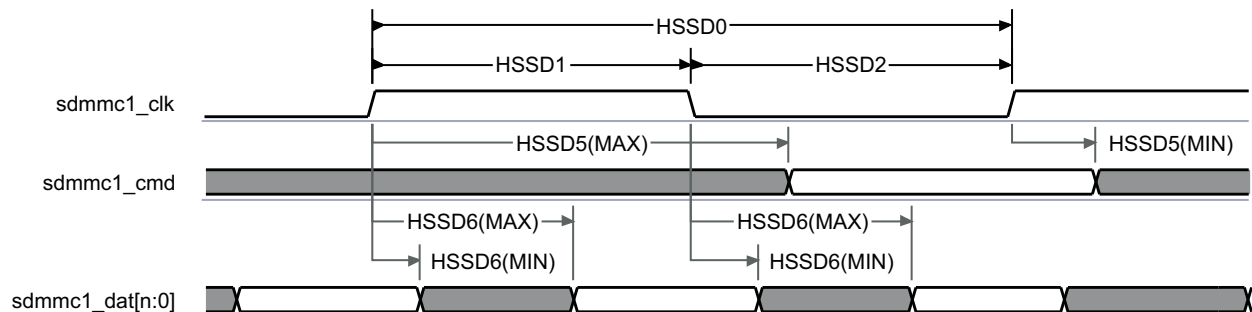 HSSD0
HSSD1 HSSD2
sdmmc1_clk
HSSD5(MAX) HSSD5(MIN)
sdmmc1_cmd
HSSD6(MAX) HSSD6(MAX)
HSSD6(MIN) HSSD6(MIN)
sdmmc1_dat[n:0]